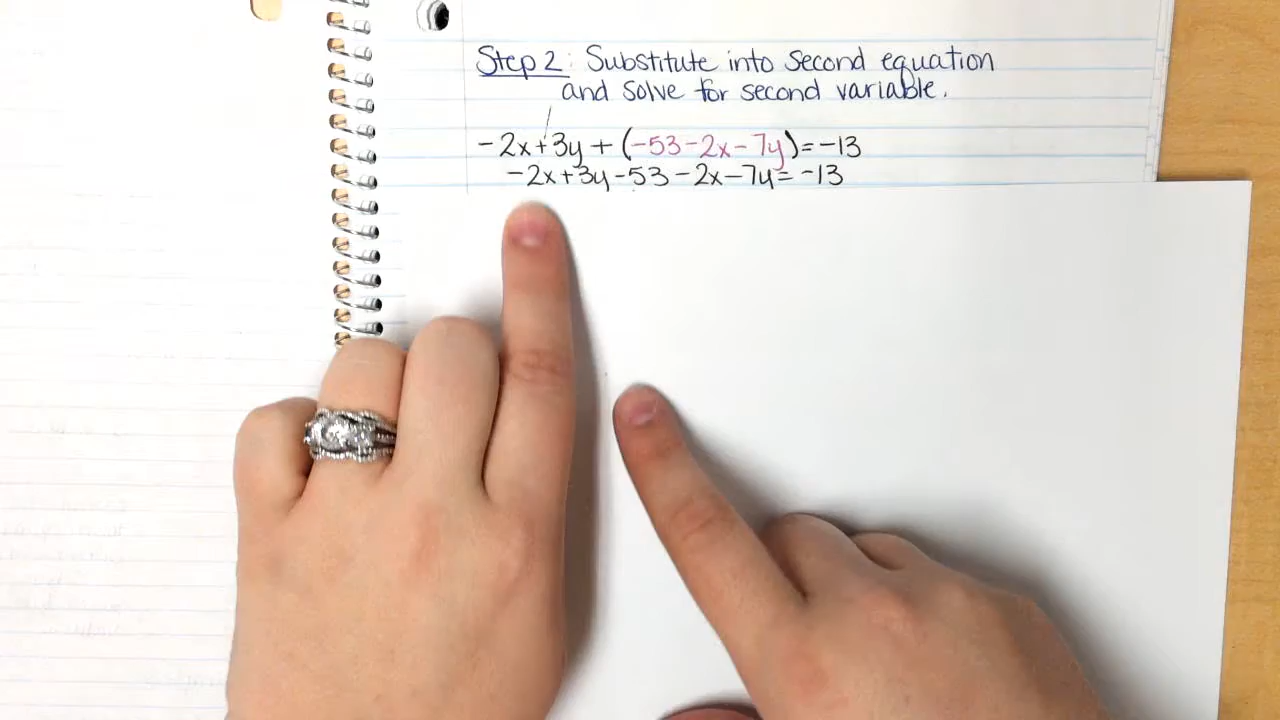 Step 2: Substitute into second equation
and solve for second variable.
-2x+3y+(-53-2x-7y)=-13
-2x+3y-53-2x-7y=-13